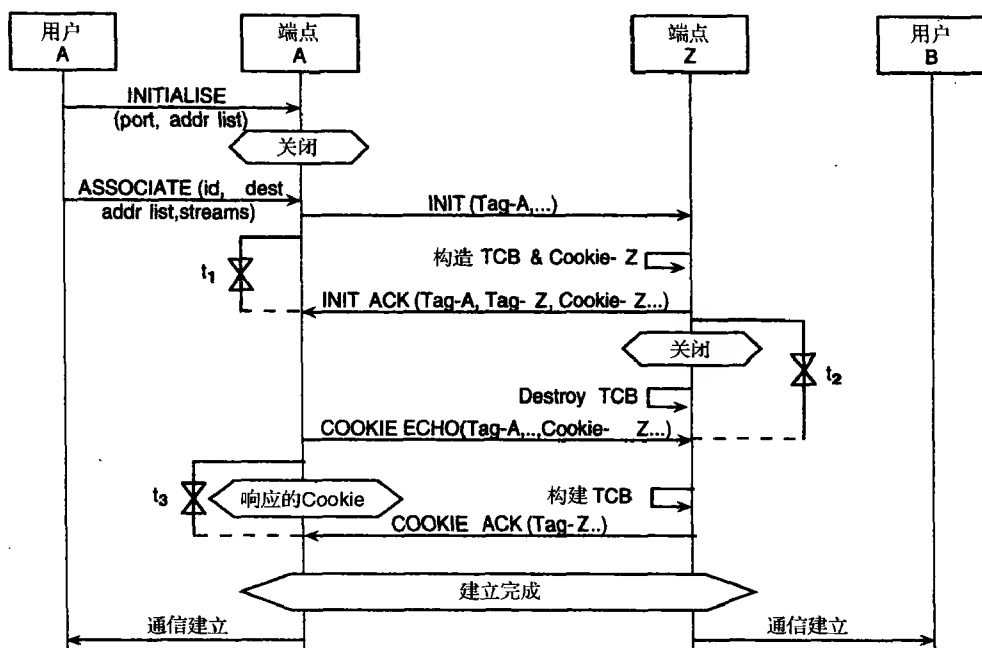 用户
A
端点
A
端点
Z
用户
B
INITIALISE
(port, addr list)
关闭
ASSOCIATE (id, dest
addr list,streams)
INIT (Tag-A,...)
构造 TCB & Cookie- Z
t1
INIT ACK (Tag-A, Tag- Z, Cookie- Z...)
关闭
t2
Destroy TCB
COOKIE ECHO(Tag-A,..,Cookie- Z...)
t3
响应的Cookie
构建 TCB
COOKIE ACK (Tag-Z..)
建立完成
通信建立
通信建立